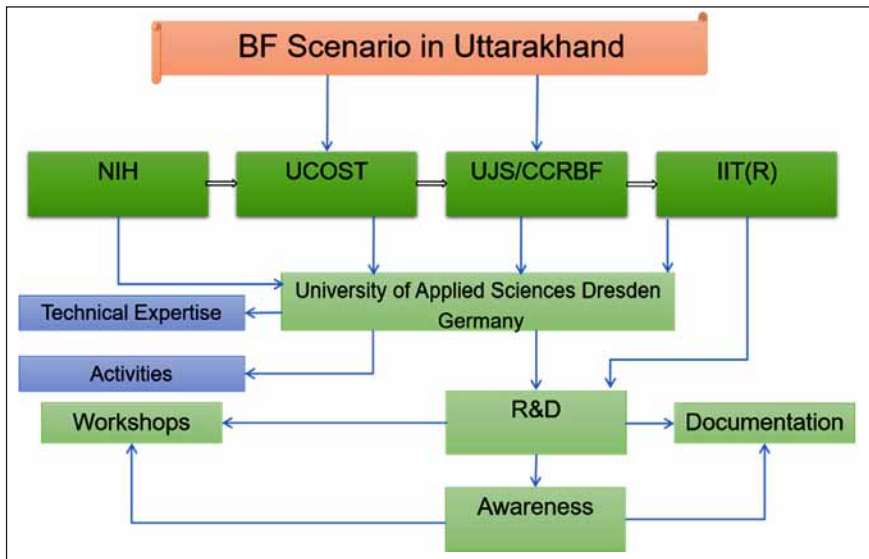 BF Scenario in Uttarakhand
NIH
UCOST
UJS/CCRBF
IIT(R)
University of Applied Sciences Dresden
Germany
Technical Expertise
Activities
R&D
Workshops
Documentation
Awareness